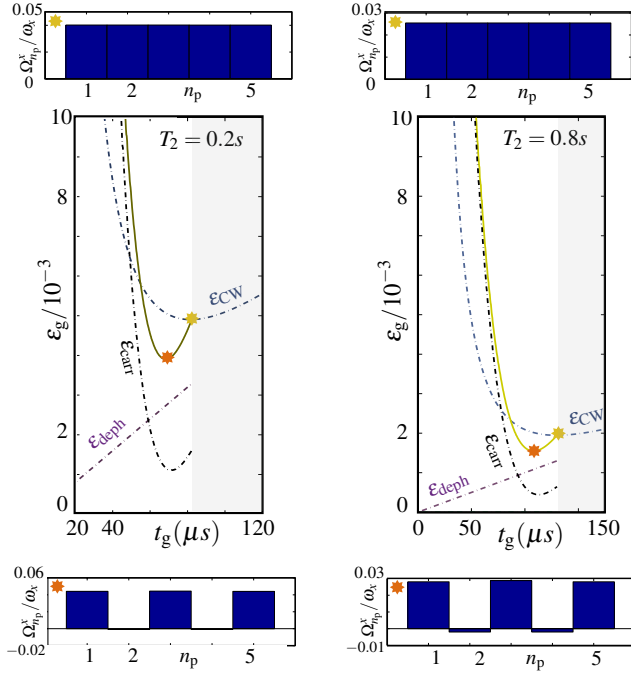 0.05
Ω^x_{n_p}/ω_x
0
1 2 n_p 5
0.03
Ω^x_{n_p}/ω_x
0
1 2 n_p 5
10
8
ε_g/10^{−3}
2
0
T_2 = 0.2s
ε_CW
ε_carr
ε_deph
20 40 120
t_g(μs)
10
8
ε_g/10^{−3}
2
0
T_2 = 0.8s
ε_CW
ε_carr
ε_deph
0 50 100 150
t_g(μs)
0.06
Ω^x_{n_p}/ω_x
−0.02
1 2 n_p 5
0.03
Ω^x_{n_p}/ω_x
−0.01
1 2 n_p 5